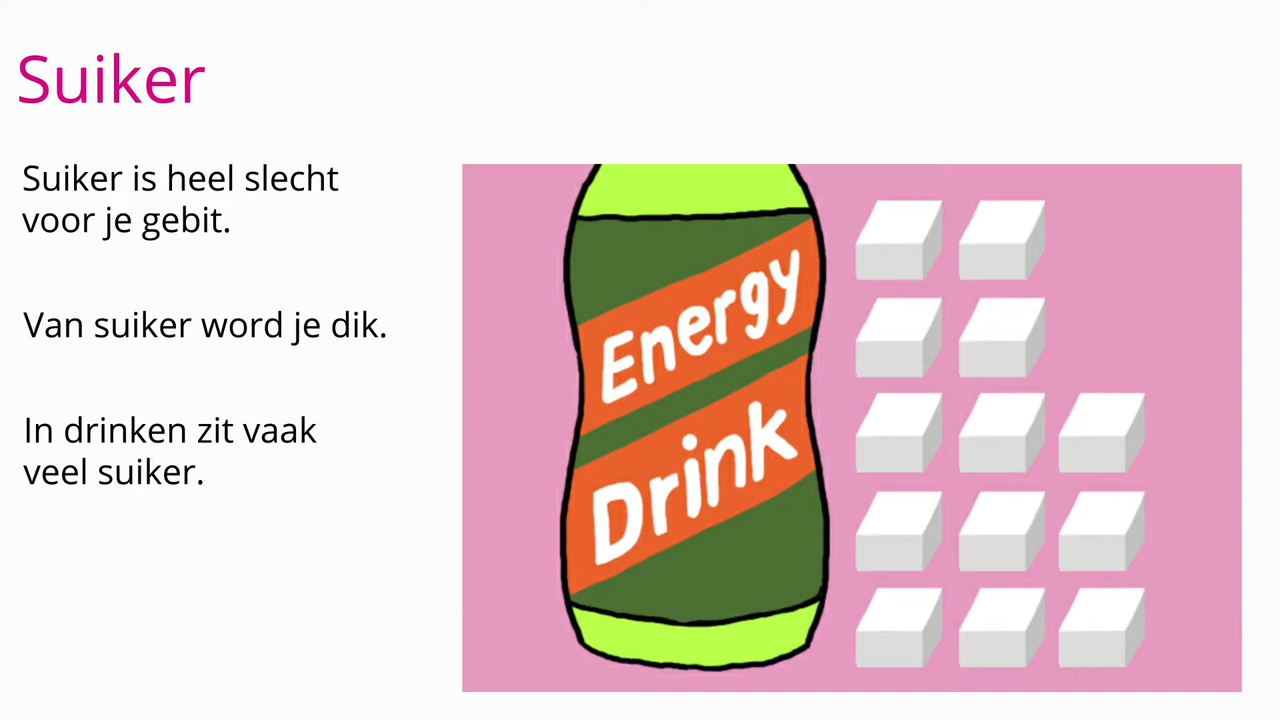 Suiker
Suiker is heel slecht
voor je gebit.
Van suiker word je dik.
In drinken zit vaak
veel suiker.
Energy
Drink